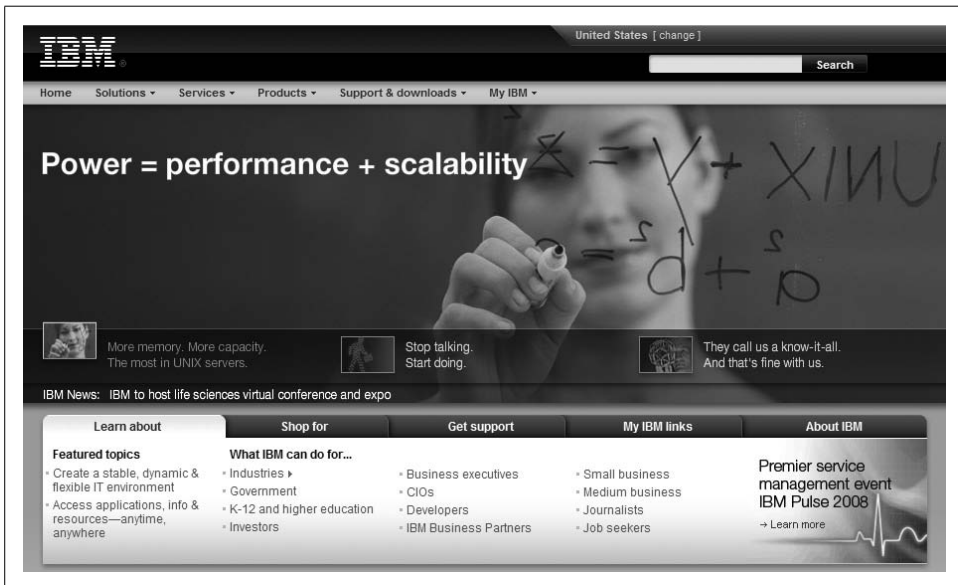 United States [ change ]
IBM®
Search
Home Solutions Services Products Support & downloads My IBM
Power = performance + scalability
= Y + XINU
= b + p
More memory. More capacity.
The most in UNIX servers.
Stop talking.
Start doing.
They call us a know-it-all.
And that's fine with us.
IBM News: IBM to host life sciences virtual conference and expo
Learn about
Shop for
Get support
My IBM links
About IBM
Featured topics
Create a stable, dynamic &
flexible IT environment
Access applications, info &
resources—anytime,
anywhere
What IBM can do for...
Industries
Government
K-12 and higher education
Investors
Business executives
CIOs
Developers
IBM Business Partners
Small business
Medium business
Journalists
Job seekers
Premier service
management event
IBM Pulse 2008
→ Learn more